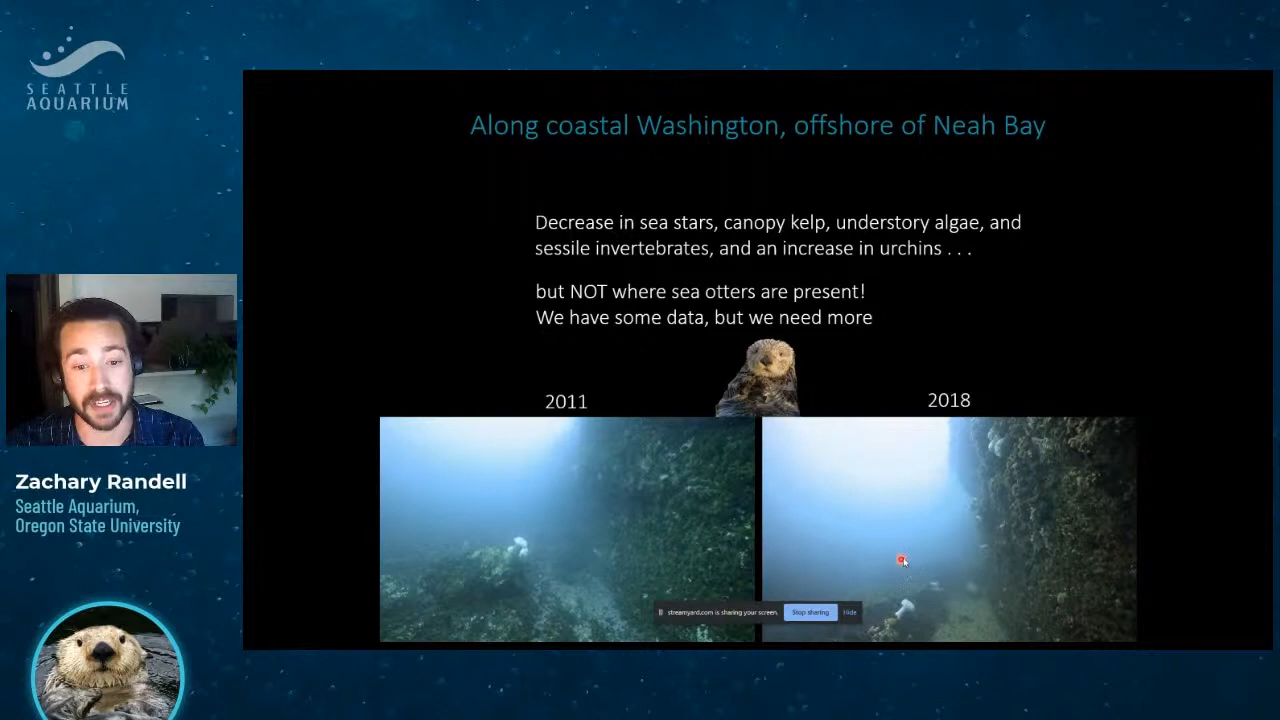 SEATTLE
AQUARIUM
Along coastal Washington, offshore of Neah Bay
Decrease in sea stars, canopy kelp, understory algae, and
sessile invertebrates, and an increase in urchins . . .
but NOT where sea otters are present!
We have some data, but we need more
2011
2018
Zachary Randell
Seattle Aquarium,
Oregon State University
streamyard.com is sharing your screen.
Stop sharing
Hide